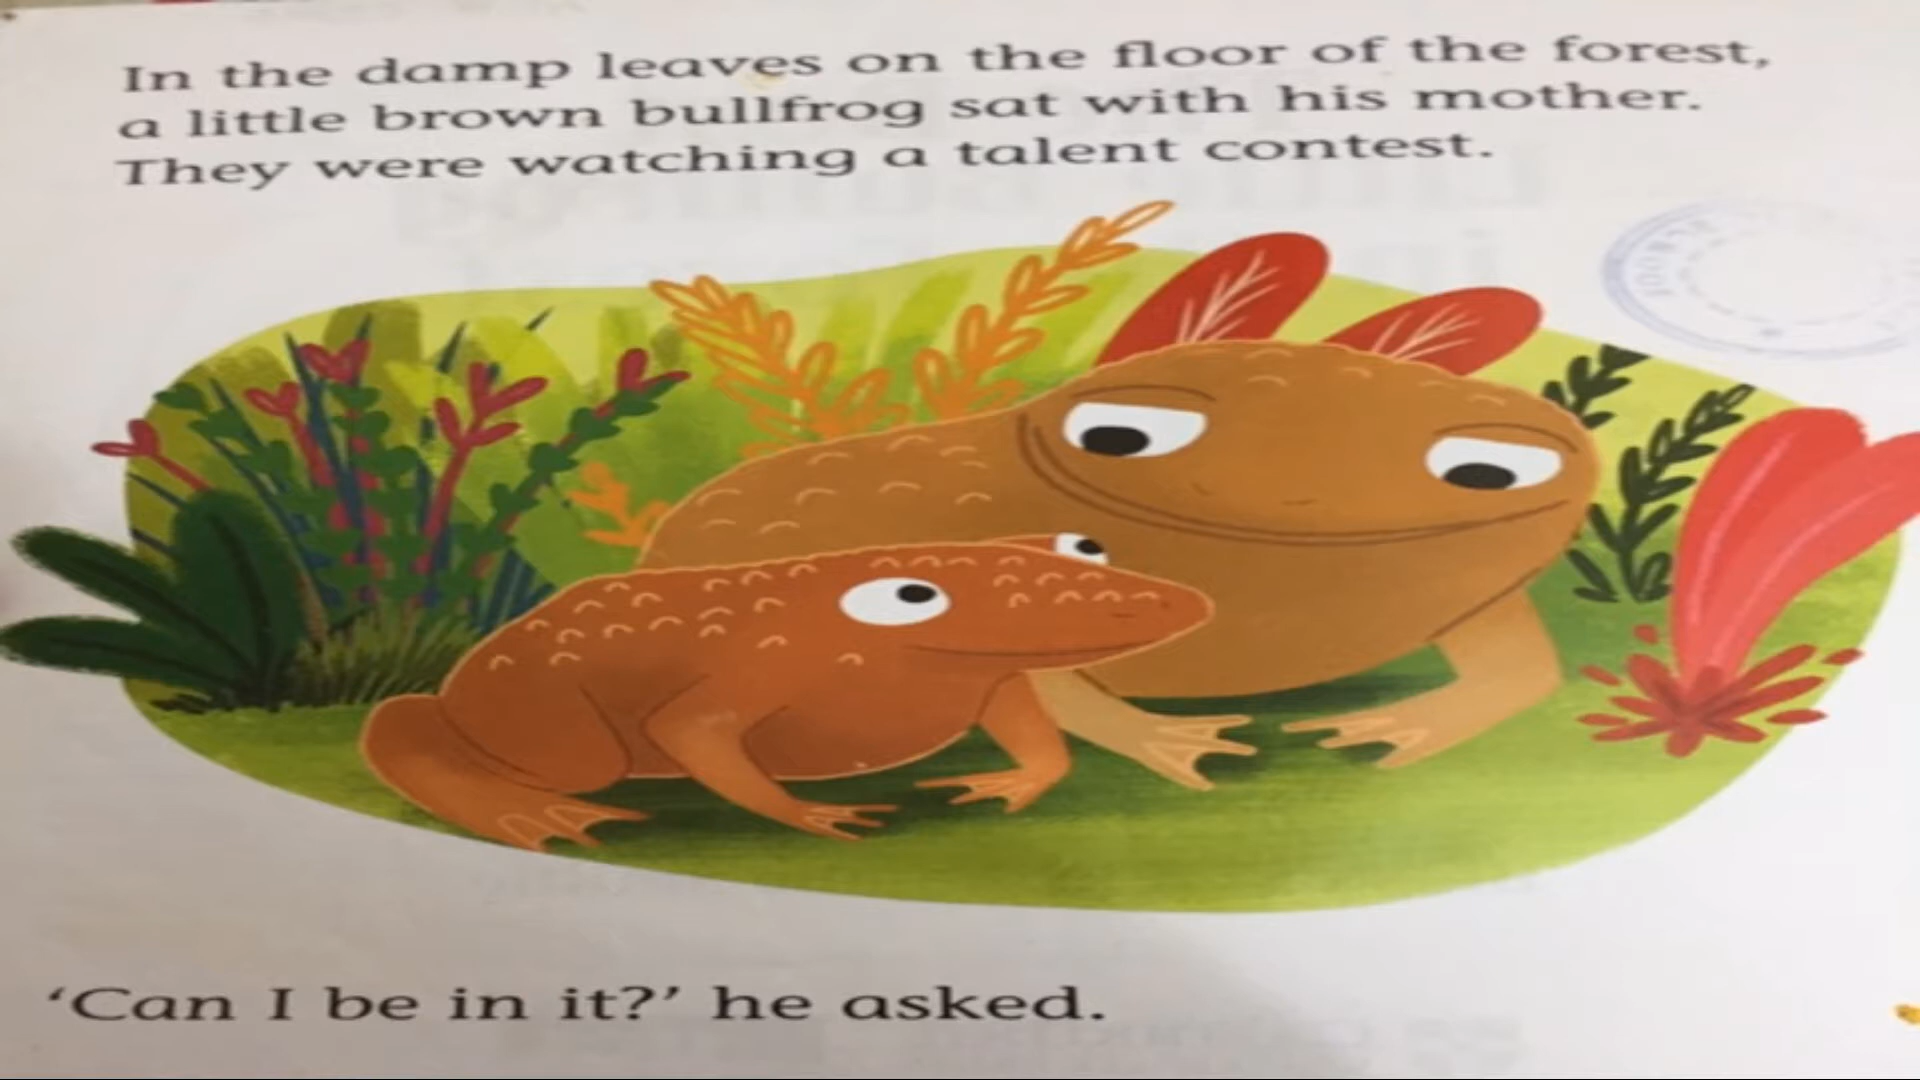 In the damp leaves on the floor of the forest,
a little brown bullfrog sat with his mother.
They were watching a talent contest.
‘Can I be in it?’ he asked.